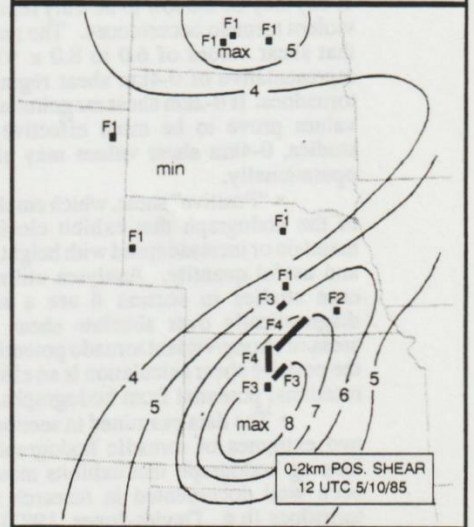 F1
F1 F1
max 5
4
F1
min
F1
F1
F1
F3 F2
F4
4 5 F4 F3 6 5
F3 7
max 8
0-2km POS. SHEAR
12 UTC 5/10/85